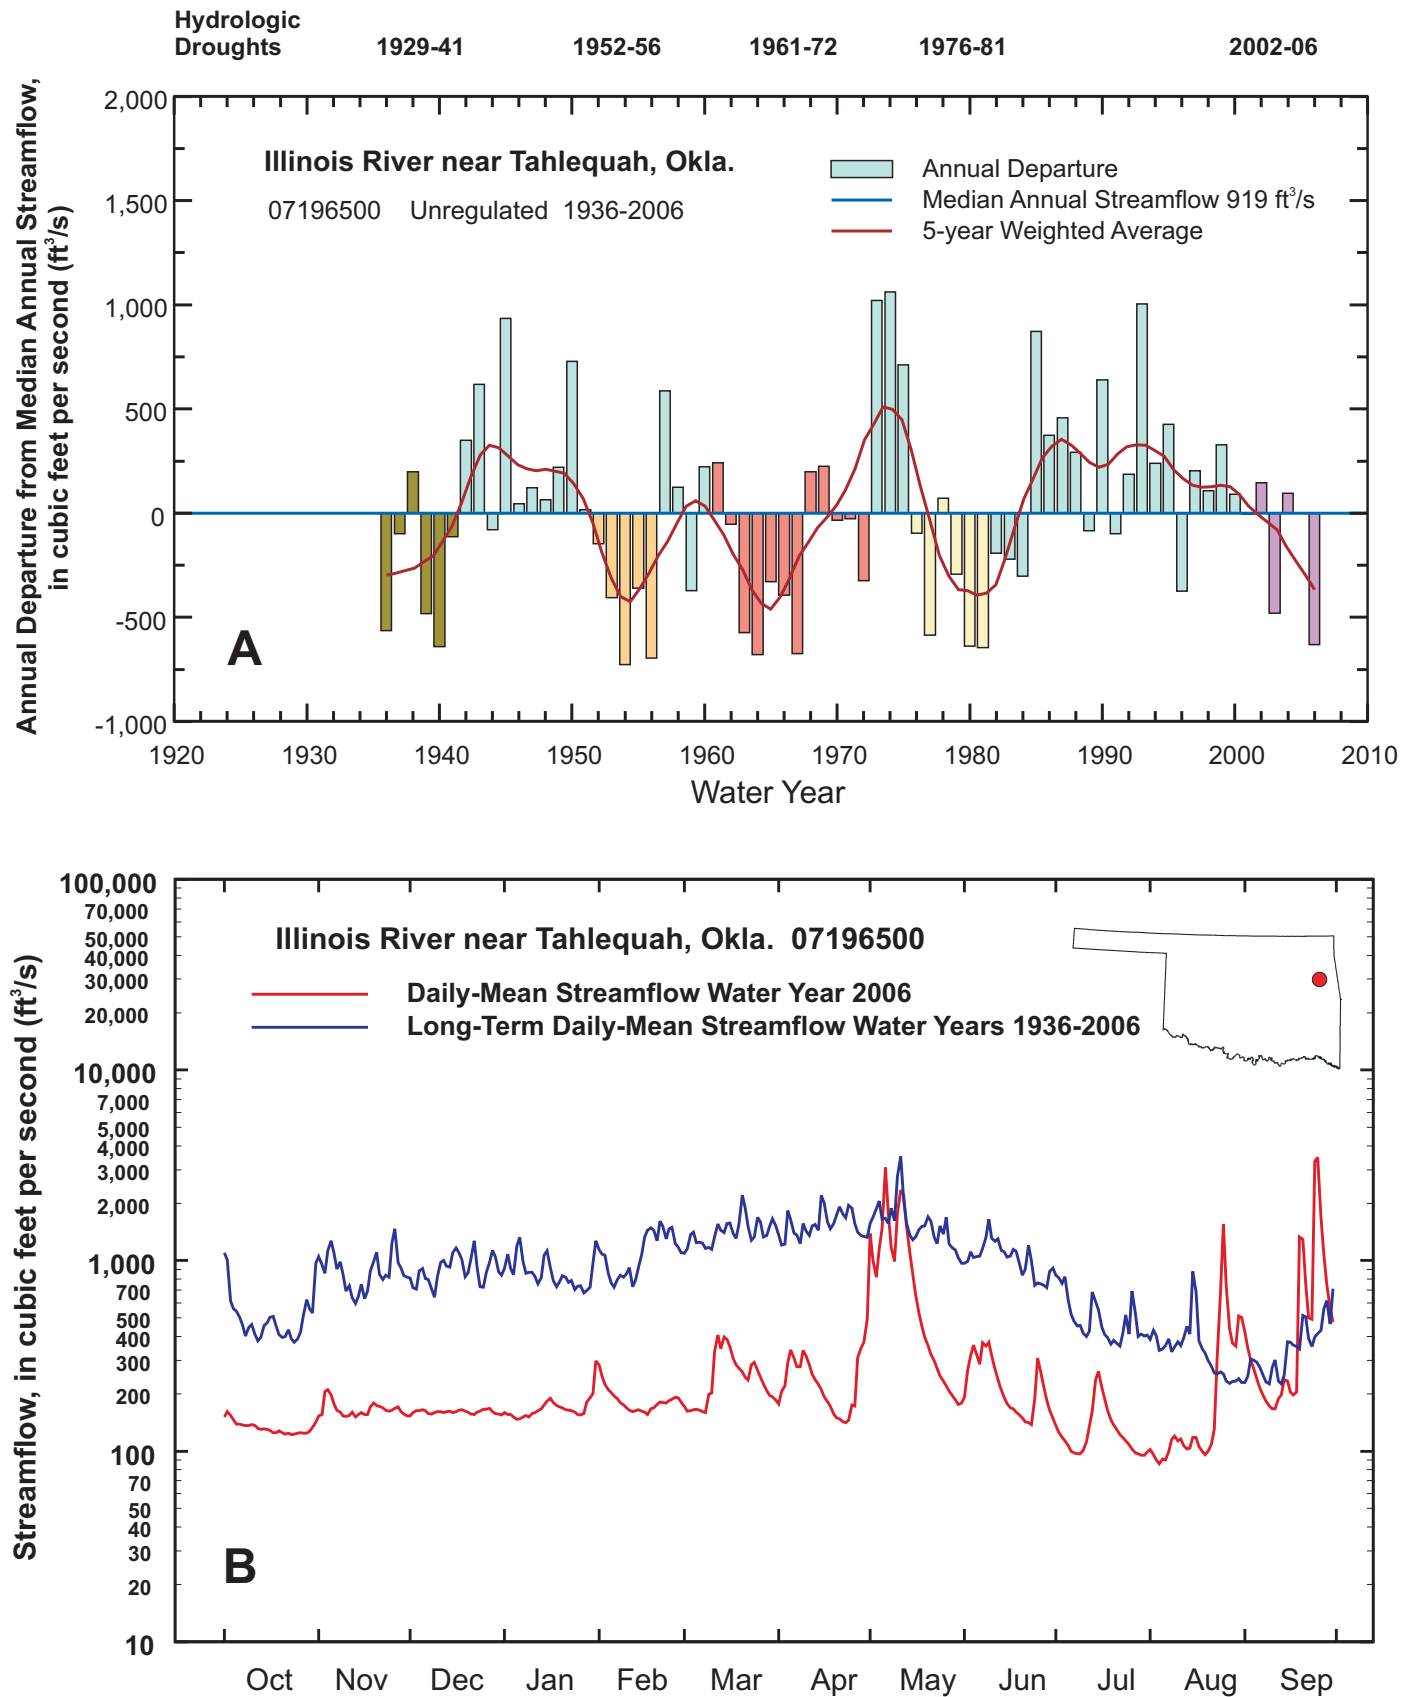 Hydrologic
Droughts 1929-41 1952-56 1961-72 1976-81 2002-06
Annual Departure from Median Annual Streamflow,
in cubic feet per second (ft³/s)
2,000
1,500
1,000
500
0
-500
-1,000
Illinois River near Tahlequah, Okla.
07196500 Unregulated 1936-2006
Annual Departure
Median Annual Streamflow 919 ft³/s
5-year Weighted Average
A
1920 1930 1940 1950 1960 1970 1980 1990 2000 2010
Water Year
Streamflow, in cubic feet per second (ft³/s)
100,000
70,000
50,000
40,000
30,000
20,000
10,000
7,000
5,000
4,000
3,000
2,000
1,000
700
500
400
300
200
100
70
50
40
30
20
10
Illinois River near Tahlequah, Okla. 07196500
Daily-Mean Streamflow Water Year 2006
Long-Term Daily-Mean Streamflow Water Years 1936-2006
B
Oct Nov Dec Jan Feb Mar Apr May Jun Jul Aug Sep